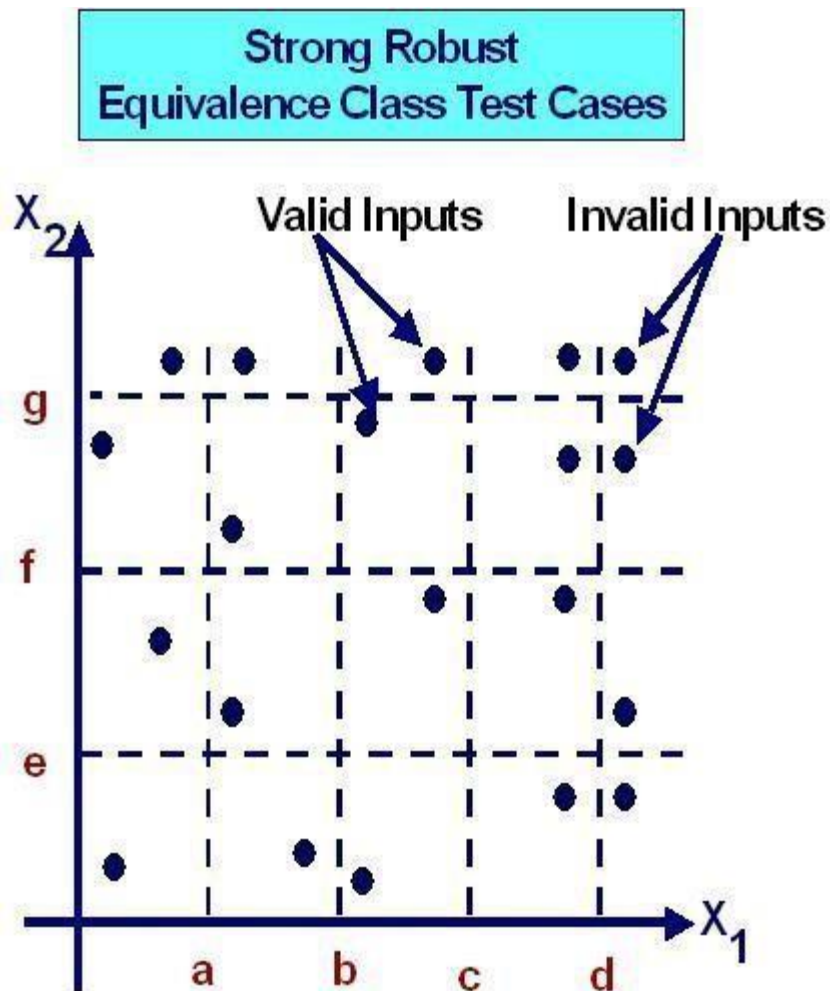 Strong Robust
Equivalence Class Test Cases
X2
Valid Inputs
Invalid Inputs
g
f
e
X1
a
b
c
d